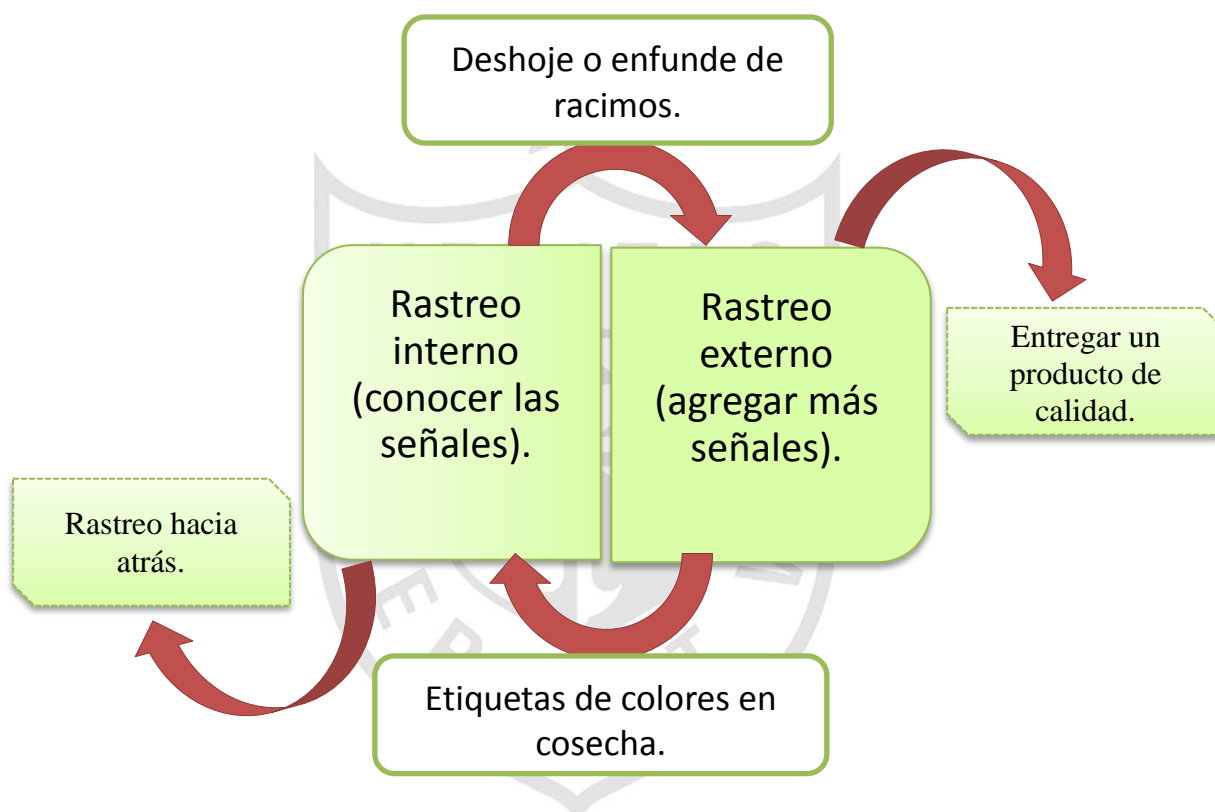 Deshoje o enfunde de
racimos.
Rastreo
interno
(conocer las
señales).
Rastreo
externo
(agregar más
señales).
Entregar un
producto de
calidad.
Rastreo hacia
atrás.
Etiquetas de colores en
cosecha.